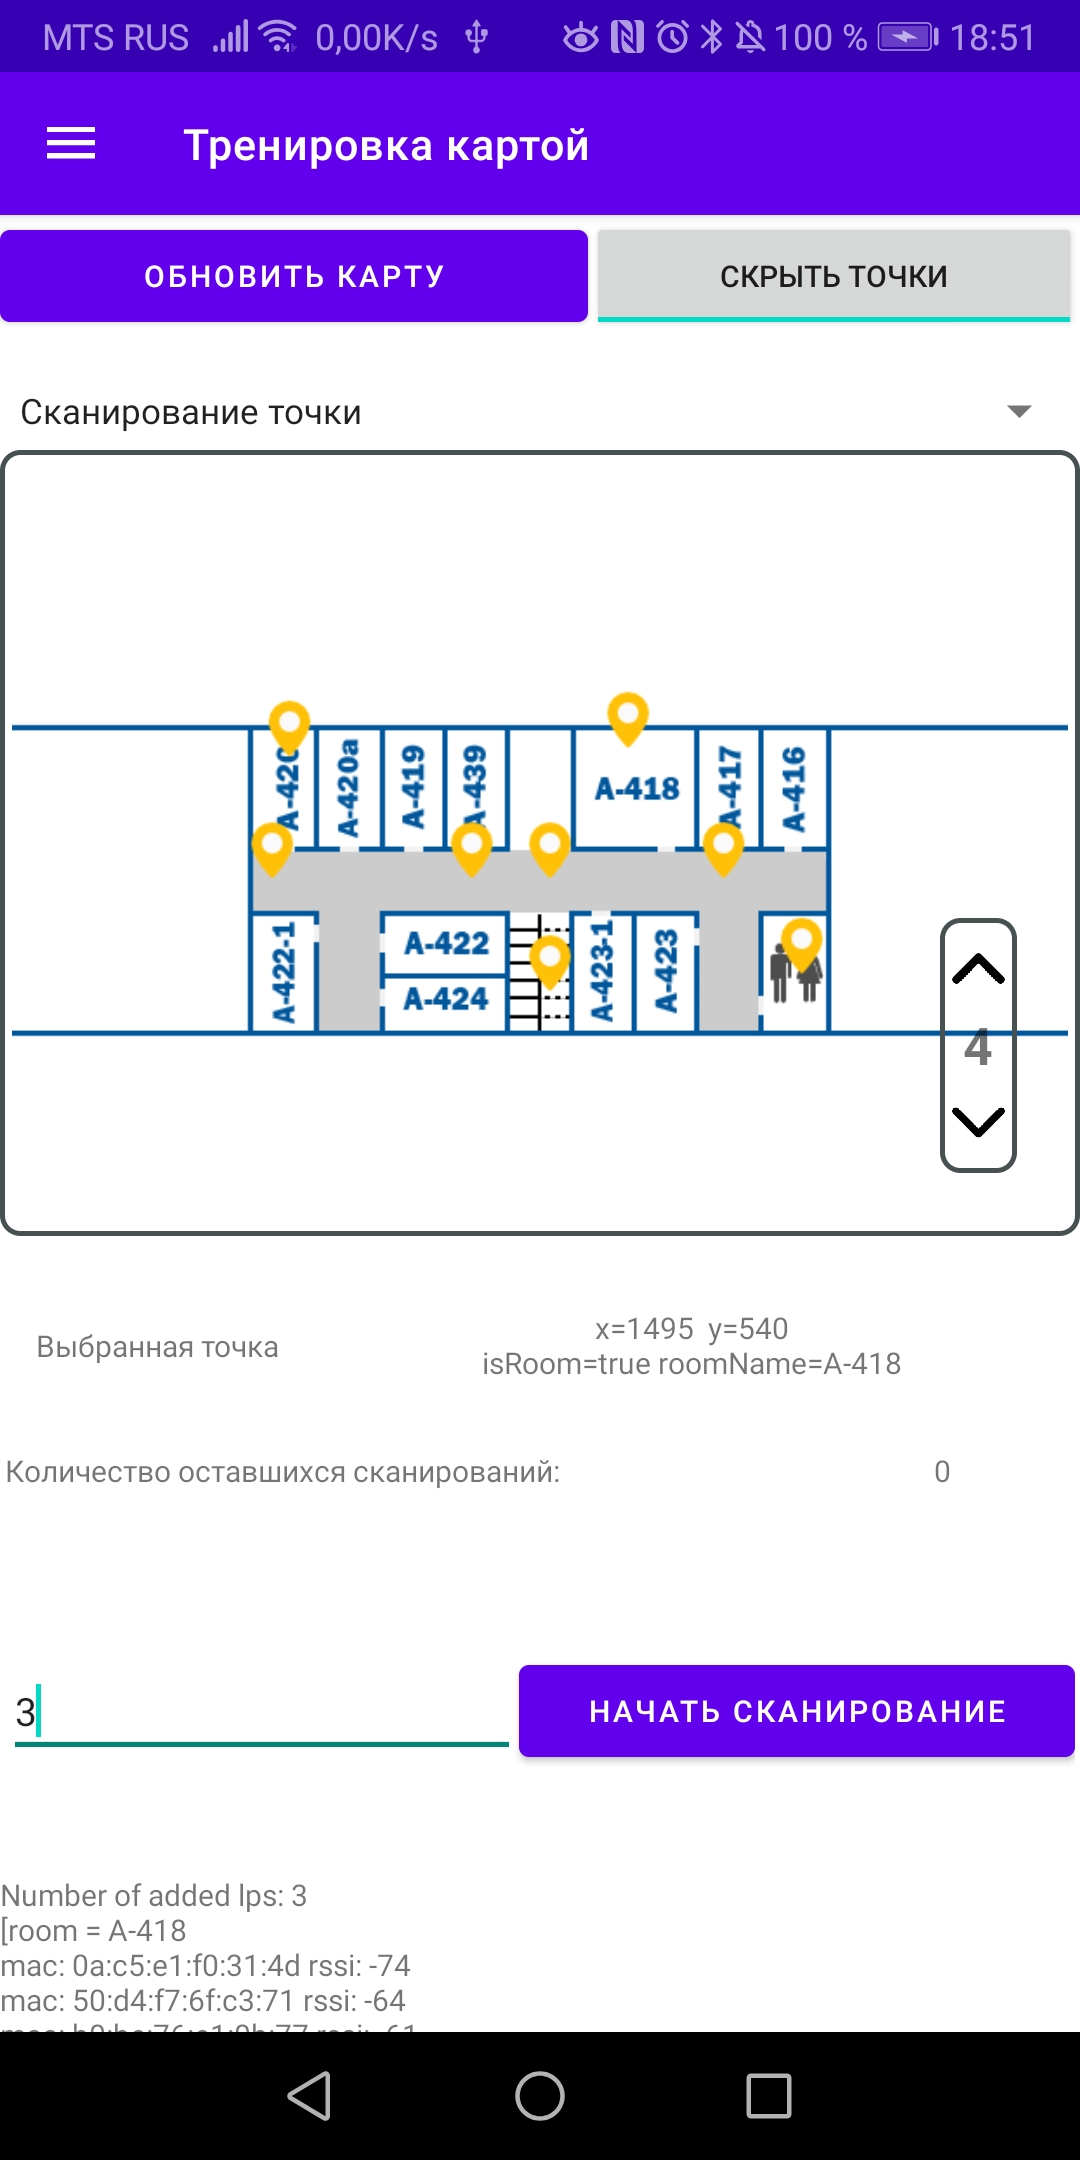 MTS RUS 0,00K/s 100 % 18:51
Тренировка картой
ОБНОВИТЬ КАРТУ
СКРЫТЬ ТОЧКИ
Сканирование точки
A-420
A-420a
A-419
A-439
A-418
A-417
A-416
A-422-1
A-422
A-424
A-423-1
A-423
4
Выбранная точка
x=1495 y=540
isRoom=true roomName=A-418
Количество оставшихся сканирований: 0
3
НАЧАТЬ СКАНИРОВАНИЕ
Number of added lps: 3
[room = A-418
mac: 0a:c5:e1:f0:31:4d rssi: -74
mac: 50:d4:f7:6f:c3:71 rssi: -64